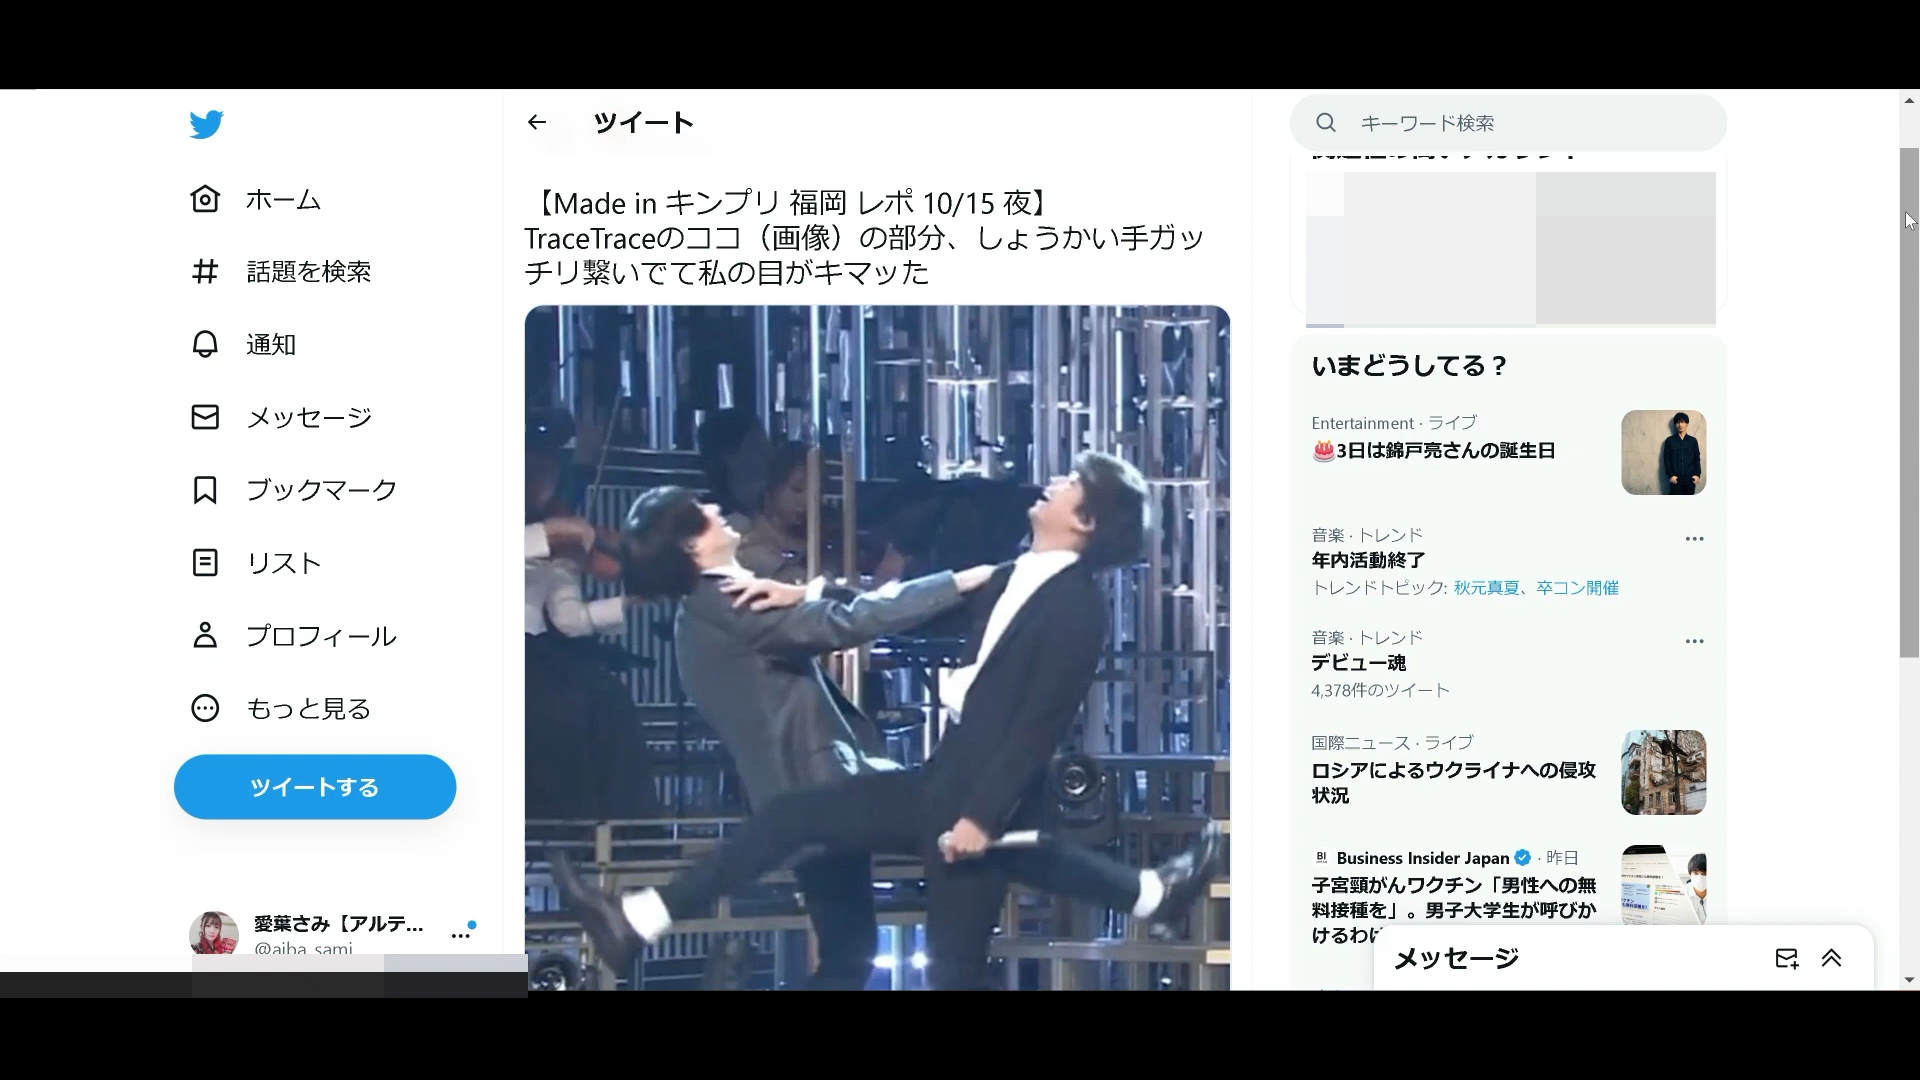 ツイート
キーワード検索
ホーム
話題を検索
通知
メッセージ
ブックマーク
リスト
プロフィール
もっと見る
ツイートする
愛葉さみ【アルテ...
@aiba_sami
【Made in キンプリ 福岡 レポ 10/15 夜】
TraceTraceのココ（画像）の部分、しょうかい手ガッ
チリ繋いでて私の目がキマッた
いまどうしてる？
Entertainment · ライブ
🎂3日は錦戸亮さんの誕生日
音楽 · トレンド
年内活動終了
トレンドトピック: 秋元真夏、卒コン開催
音楽 · トレンド
デビュー魂
4,378件のツイート
国際ニュース · ライブ
ロシアによるウクライナへの侵攻
状況
Business Insider Japan · 昨日
子宮頸がんワクチン「男性への無
料接種を」。男子大学生が呼びか
けるわけ
メッセージ